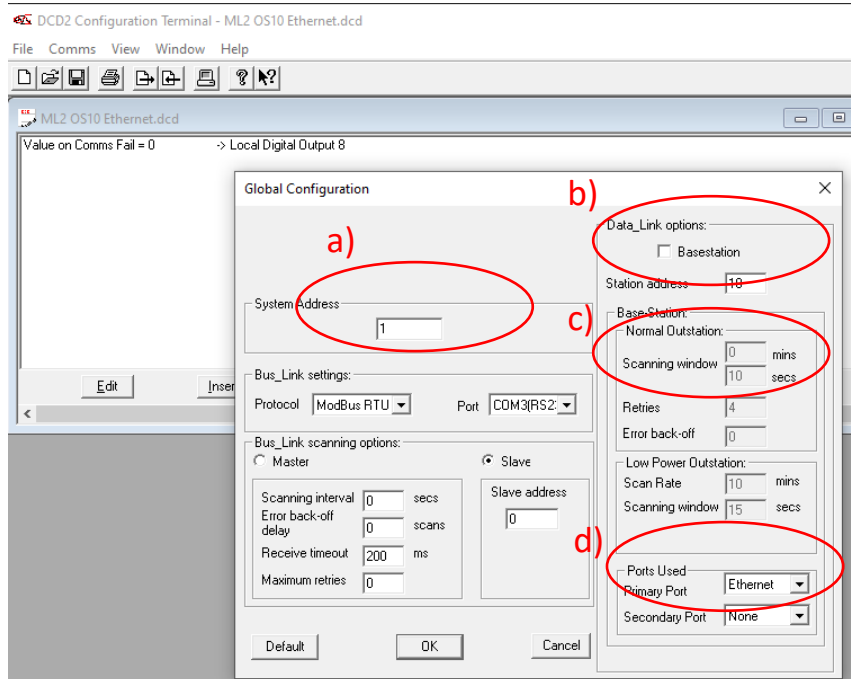 DCD2 Configuration Terminal - ML2 OS10 Ethernet.dcd
File Comms View Window Help
ML2 OS10 Ethernet.dcd
Value on Comms Fail = 0 -> Local Digital Output 8
Edit Inser
Global Configuration
a)
System Address
1
Bus_Link settings:
Protocol ModBus RTU Port COM3(RS2:
Bus_Link scanning options:
Master Slave
Scanning interval 0 secs
Error back-off
delay 0 scans
Receive timeout 200 ms
Maximum retries 0
Slave address
0
b)
Data_Link options:
Basestation
Station address 10
Base-Station:
c)
Normal Outstation:
Scanning window 0 mins
10 secs
Retries 4
Error back-off 0
Low Power Outstation:
Scan Rate 10 mins
Scanning window 15 secs
d)
Ports Used
Primary Port Ethernet
Secondary Port None
Default OK Cancel